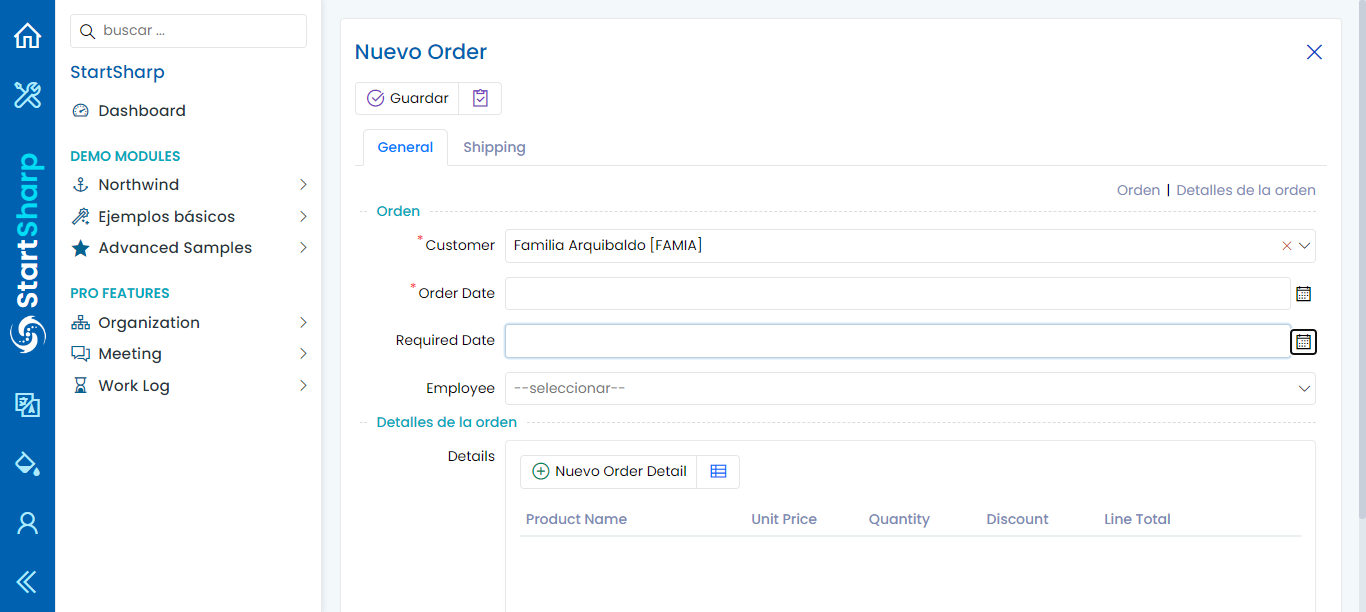 buscar ...
StartSharp
Dashboard
DEMO MODULES
Northwind
Ejemplos básicos
Advanced Samples
PRO FEATURES
Organization
Meeting
Work Log
StartSharp
Nuevo Order
Guardar
General Shipping
Orden | Detalles de la orden
Orden
*Customer Familia Arquibaldo [FAMIA]
*Order Date
Required Date
Employee --seleccionar--
Detalles de la orden
Details
Nuevo Order Detail
Product Name Unit Price Quantity Discount Line Total